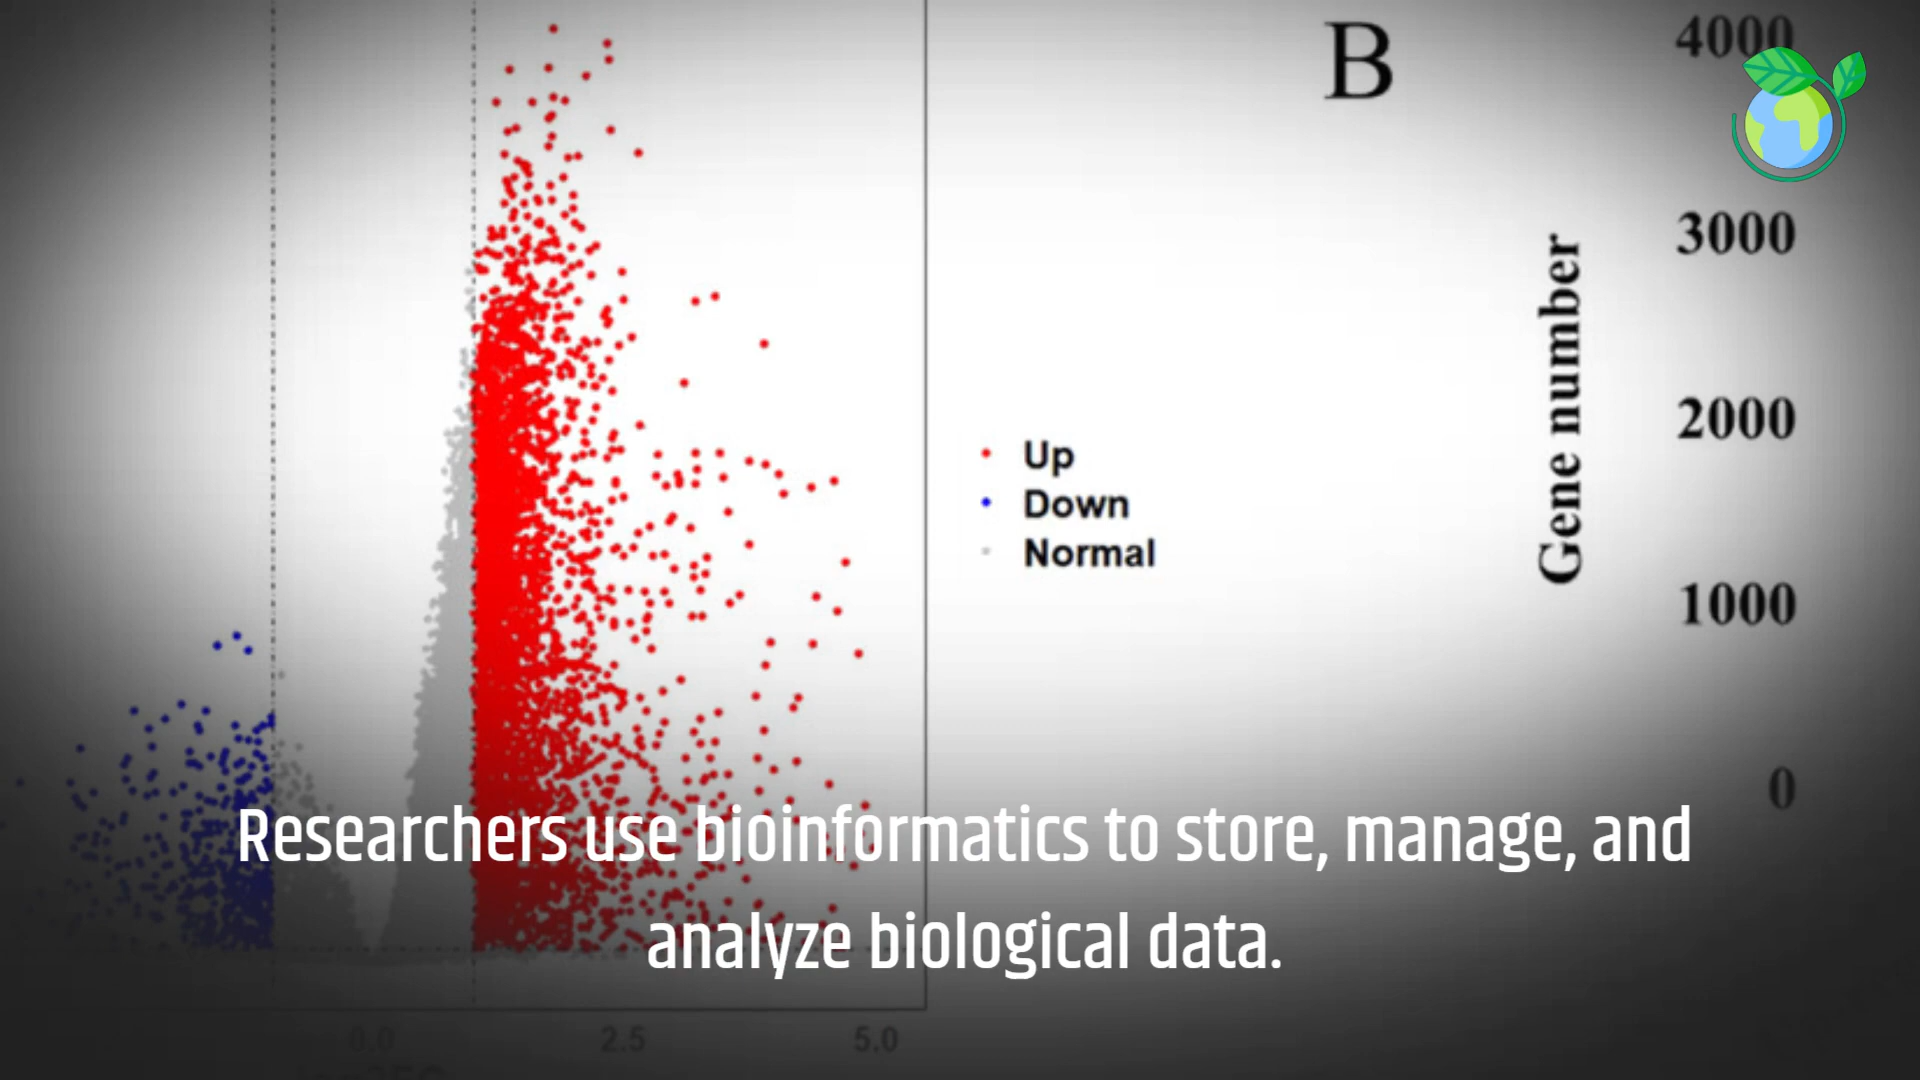 B
4000
3000
2000
1000
0
Gene number
Up
Down
Normal
Researchers use bioinformatics to store, manage, and
analyze biological data.
0.0 2.5 5.0